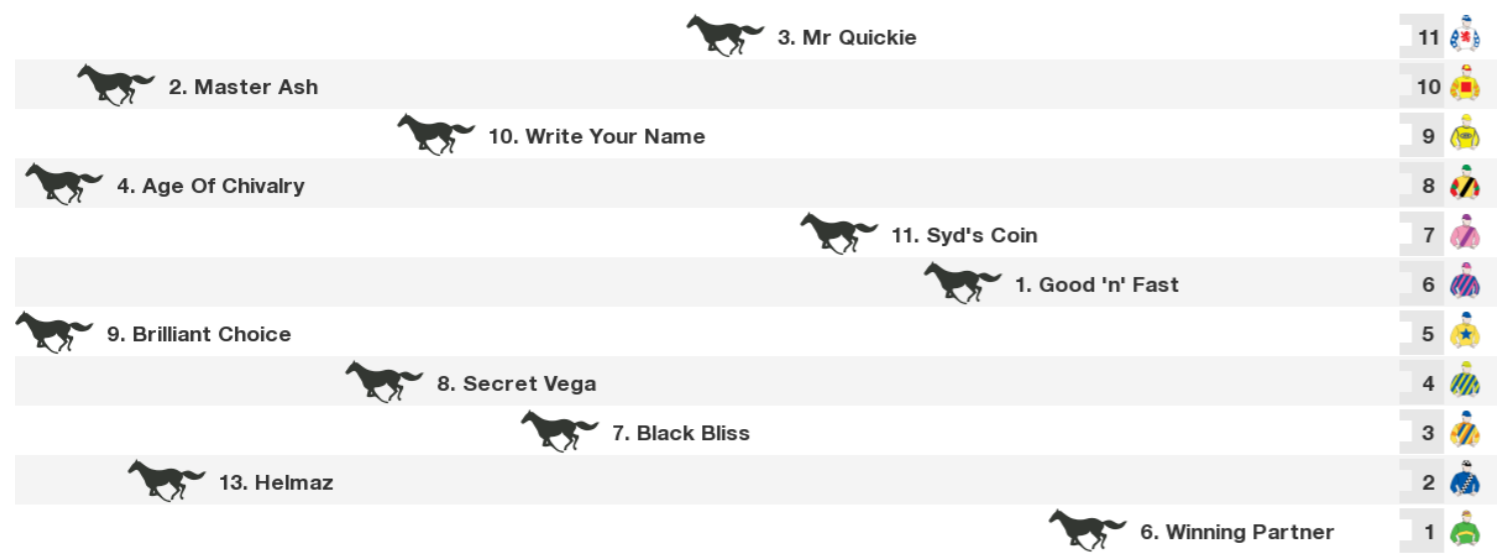 3. Mr Quickie 11
2. Master Ash 10
10. Write Your Name 9
4. Age Of Chivalry 8
11. Syd's Coin 7
1. Good 'n' Fast 6
9. Brilliant Choice 5
8. Secret Vega 4
7. Black Bliss 3
13. Helmaz 2
6. Winning Partner 1